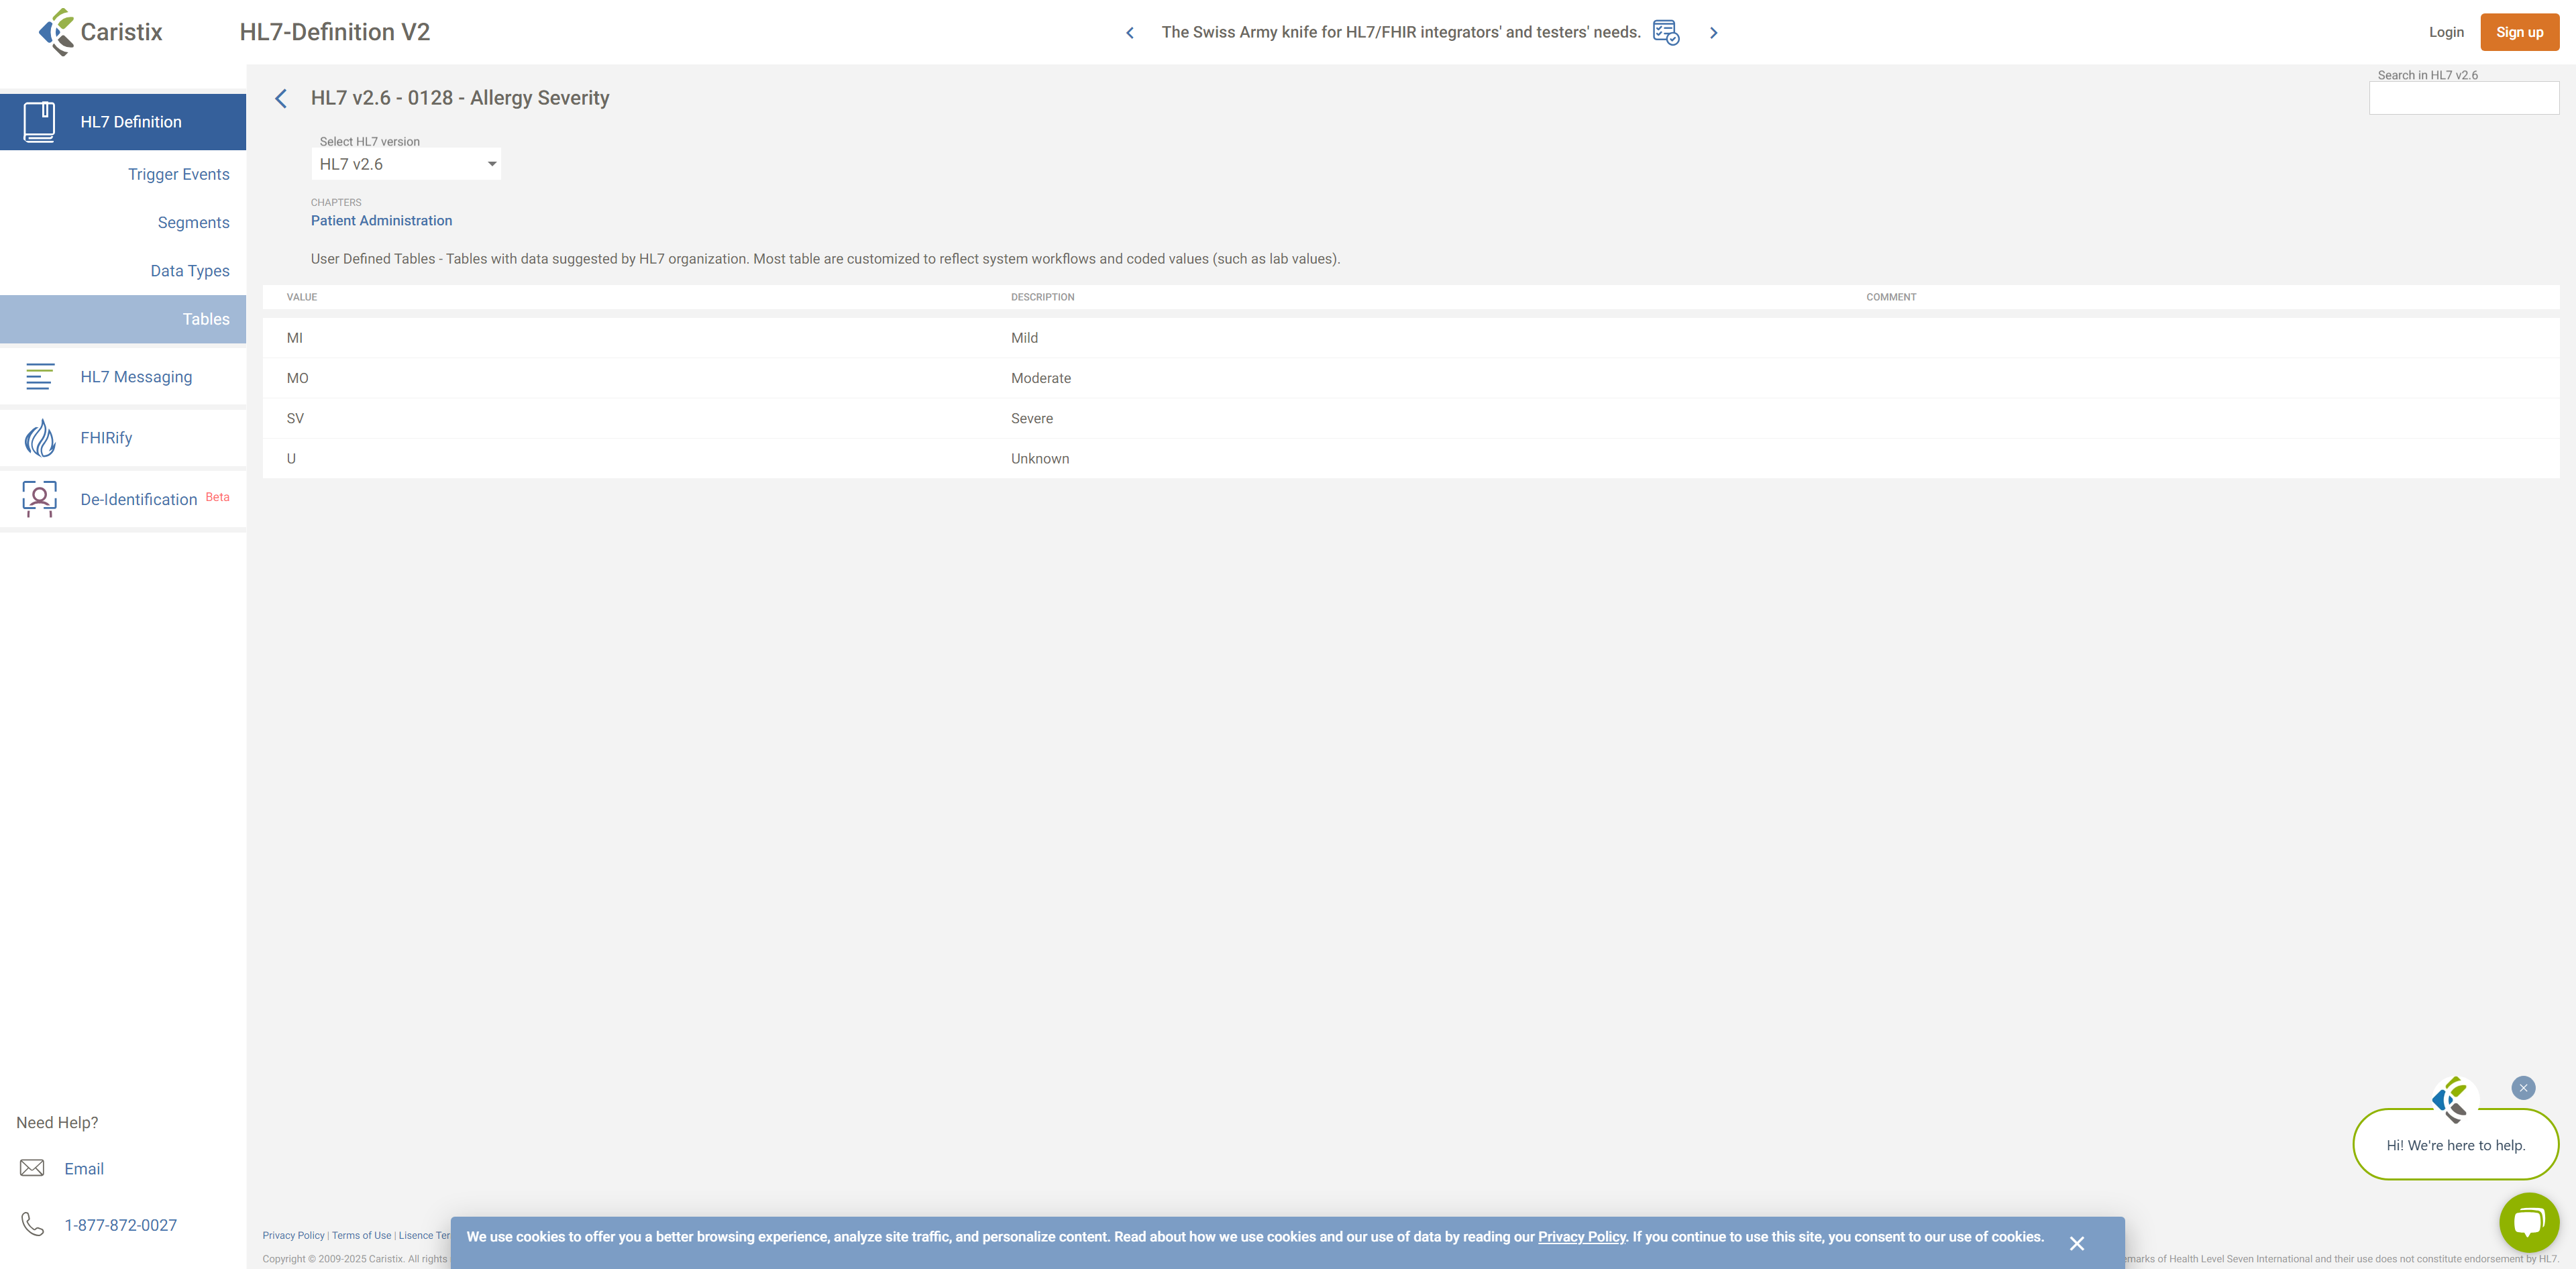 Caristix
HL7-Definition V2
The Swiss Army knife for HL7/FHIR integrators' and testers' needs.
Login
Sign up
HL7 Definition
Trigger Events
Segments
Data Types
Tables
HL7 Messaging
FHIRify
De-Identification Beta
Need Help?
Email
1-877-872-0027
HL7 v2.6 - 0128 - Allergy Severity
Search in HL7 v2.6
Select HL7 version
HL7 v2.6
CHAPTERS
Patient Administration
User Defined Tables - Tables with data suggested by HL7 organization. Most table are customized to reflect system workflows and coded values (such as lab values).
VALUE DESCRIPTION COMMENT
MI Mild
MO Moderate
SV Severe
U Unknown
Hi! We're here to help.
Privacy Policy | Terms of Use | Lisence
We use cookies to offer you a better browsing experience, analyze site traffic, and personalize content. Read about how we use cookies and our use of data by reading our Privacy Policy. If you continue to use this site, you consent to our use of cookies.
Copyright © 2009-2025 Caristix. All rights
of Health Level Seven International and their use does not constitute endorsement by HL7.